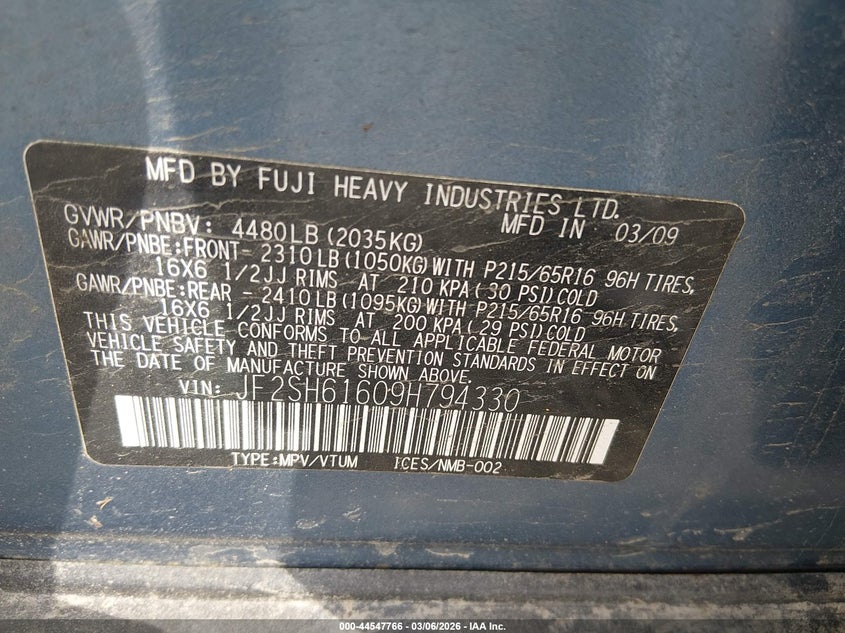 MFD BY FUJI HEAVY INDUSTRIES LTD.
GVWR/PNBV: 4480LB(2035KG) MFD IN 03/09
GAWR/PNBE:FRONT- 2310LB(1050KG)WITH P215/65R16 96H TIRES,
16X6 1/2JJ RIMS AT 210 KPA(30 PSI)COLD
GAWR/PNBE:REAR - 2410LB(1095KG)WITH P215/65R16 96H TIRES,
16X6 1/2JJ RIMS AT 200 KPA(29 PSI)COLD
THIS VEHICLE CONFORMS TO ALL APPLICABLE FEDERAL MOTOR
VEHICLE SAFETY AND THEFT PREVENTION STANDARDS IN EFFECT ON
THE DATE OF MANUFACTURE SHOWN ABOVE.
VIN: JF2SH61609H794330
TYPE:MPV/VTUM ICES/NMB-002
000-44547766 - 03/06/2026 - IAA Inc.